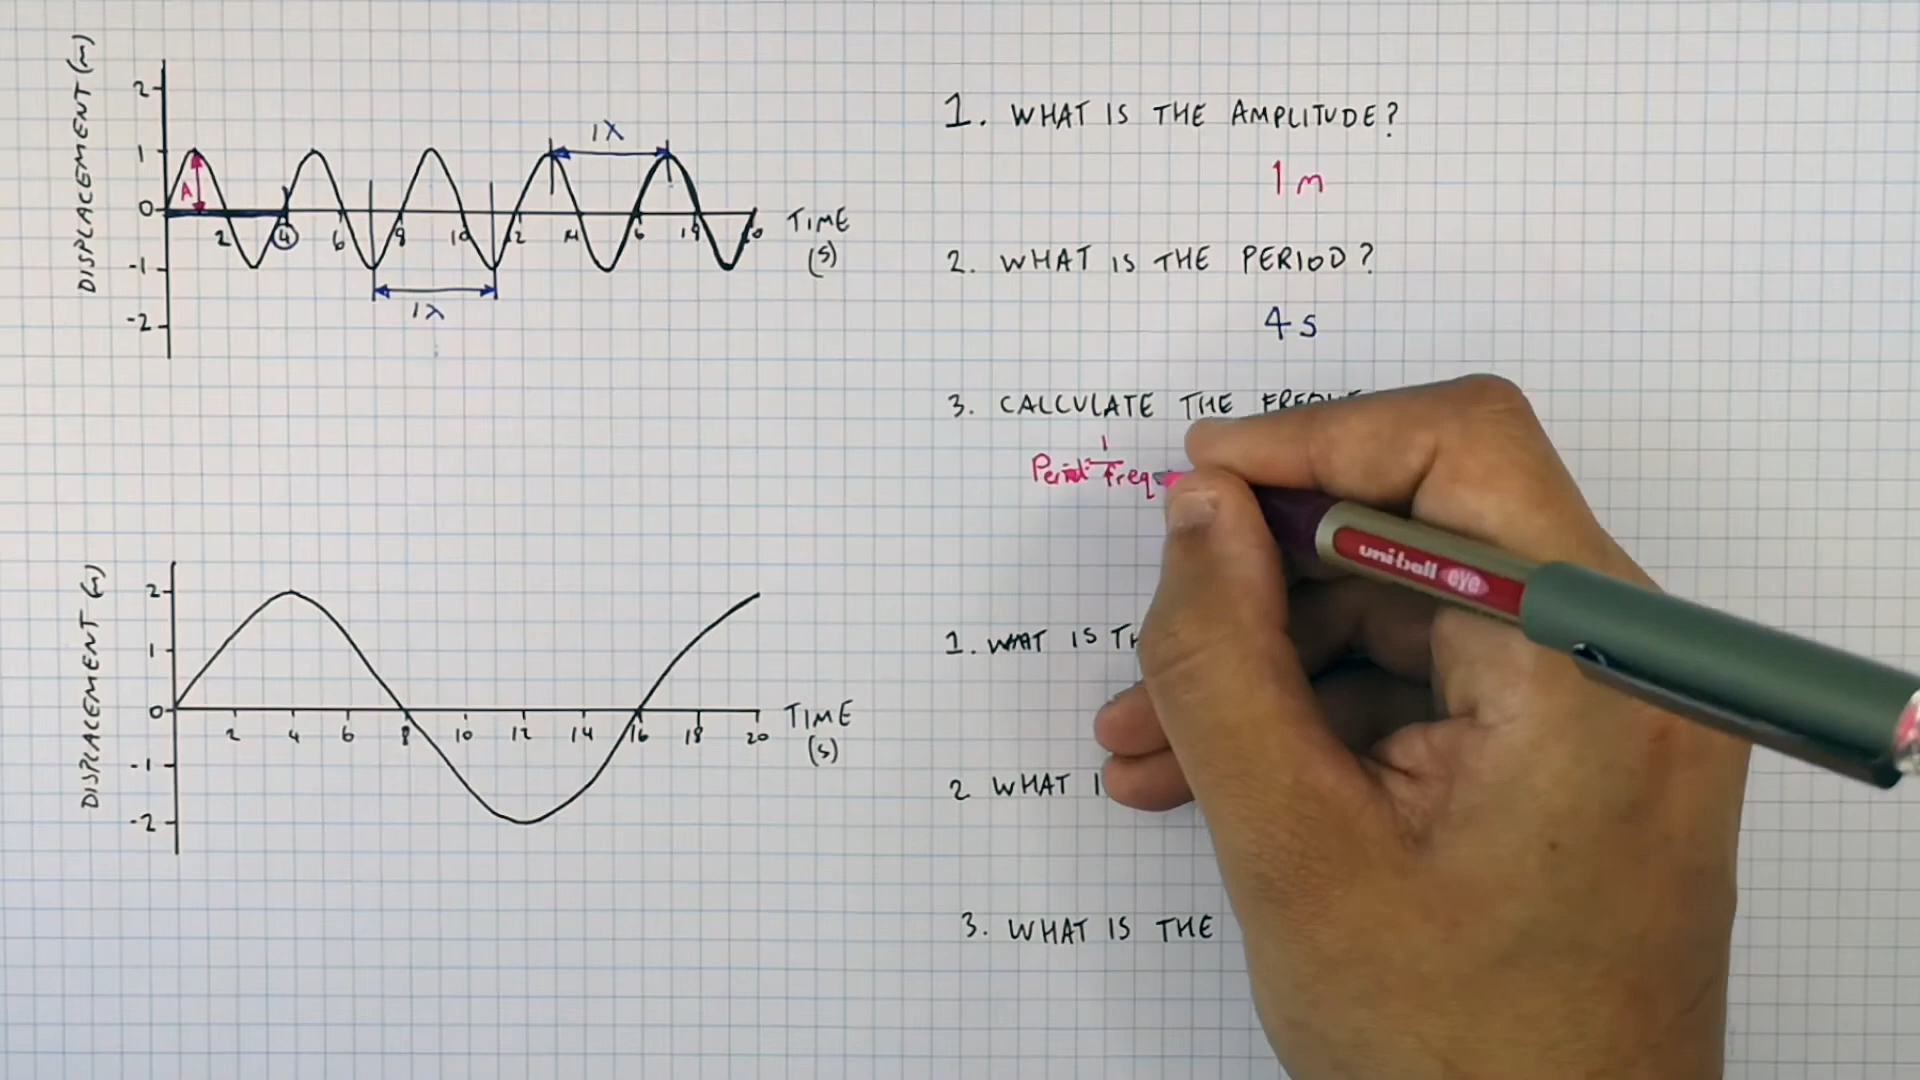 DISPLACEMENT (m)
2
1
0
-1
-2
A
1λ
1λ
2 4 6 8 10 12 14 16 18 20
TIME
(s)
1. WHAT IS THE AMPLITUDE?
1 m
2. WHAT IS THE PERIOD?
4 s
3. CALCULATE THE
1
Period = freq
uni-ball eye
DISPLACEMENT (m)
2
1
0
-1
-2
2 4 6 8 10 12 14 16 18 20
TIME
(s)
1. WHAT IS
2 WHAT
3. WHAT IS THE